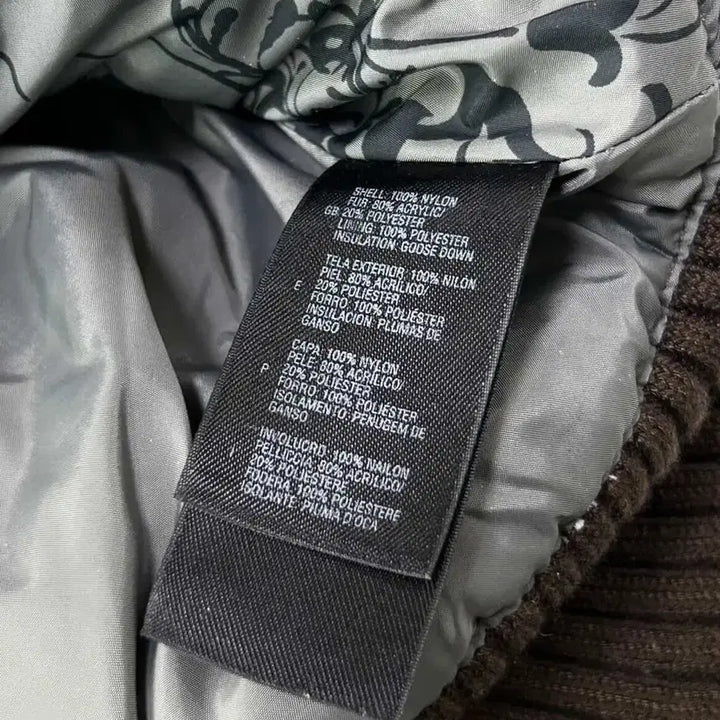 SHELL: 100% NYLON
FUR: 80% ACRYLIC/
GB 20% POLYESTER
LINING: 100% POLYESTER
INSULATION: GOOSE DOWN
TELA EXTERIOR: 100% NILÓN
PIEL: 80% ACRILICO/
E 20% POLIESTER
FORRO: 100% POLIÉSTER
INSULACION: PLUMAS DE
GANSO
CAPA: 100% NYLON
PELE: 80% ACRILICO/
P 20% POLIESTER
FORRO: 100% POLIESTER
ISOLAMENTO: PENUGEM DE
GANSO
INVOLUCRO: 100% NAILON
PELLICCIA: 80% ACRILICO/
I 20% POLIESTERE
FODERA: 100% POLIESTERE
ISOLANTE: PIUMA D'OCA